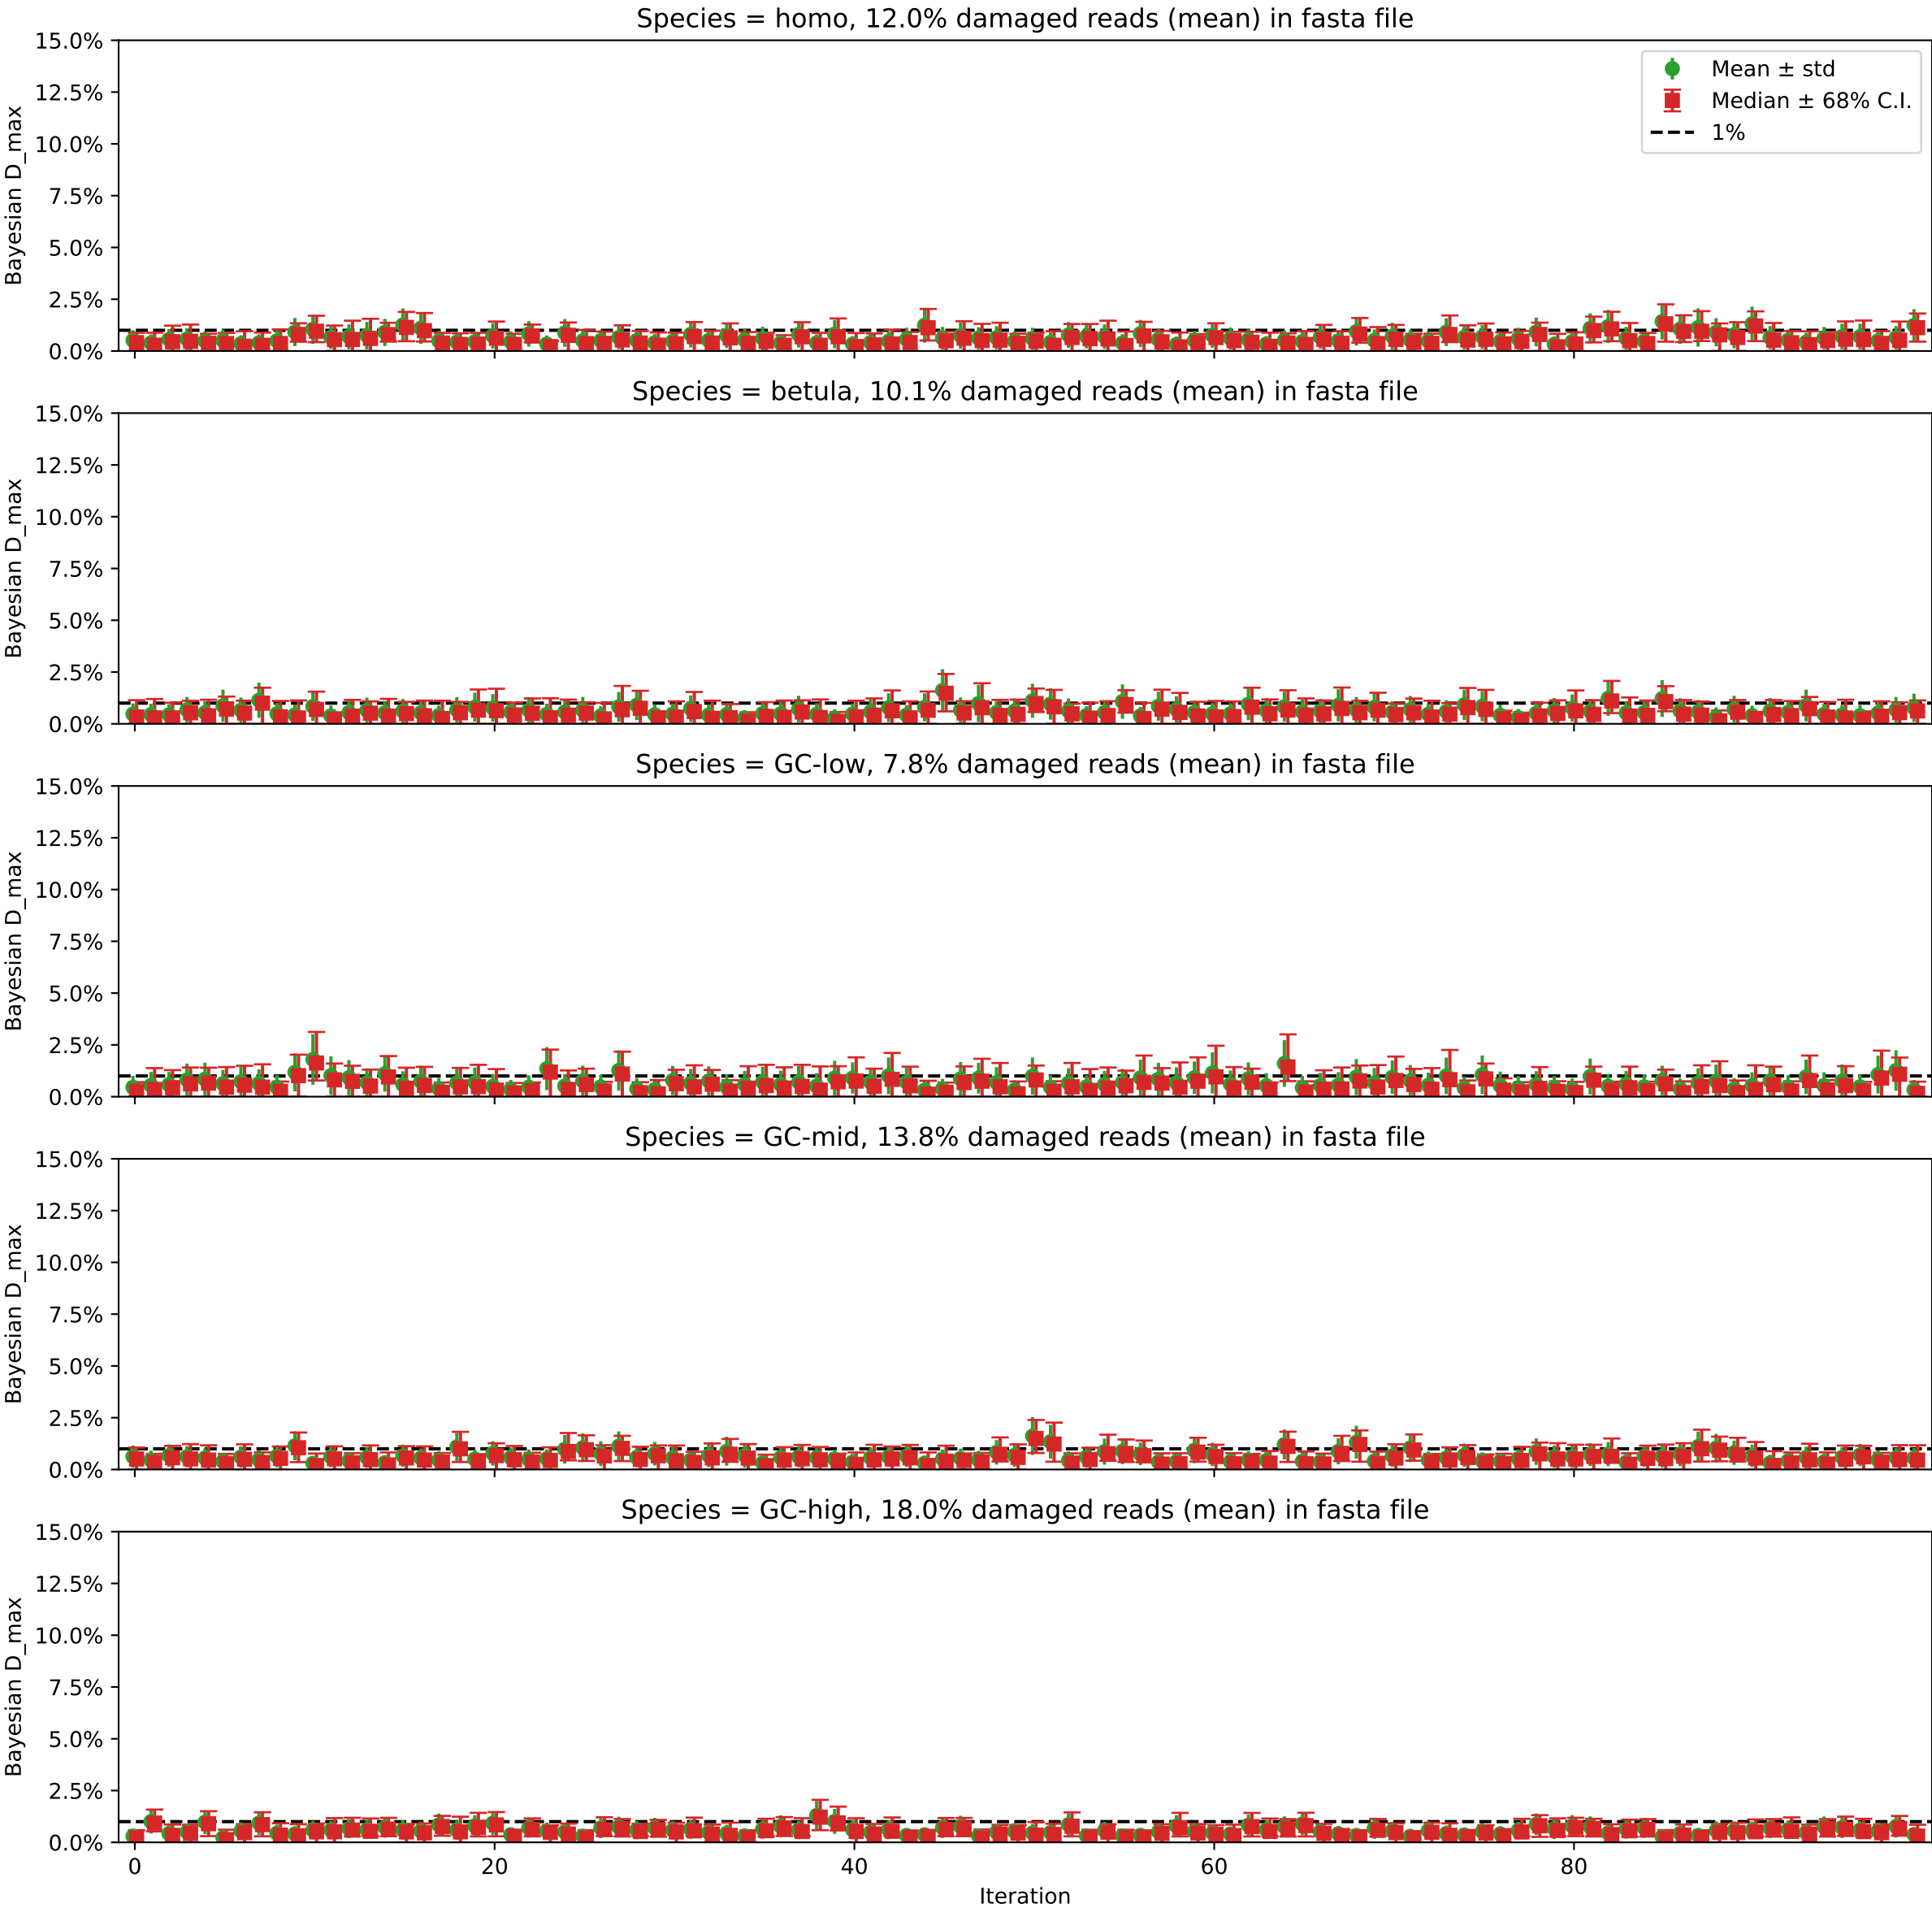 Species = homo, 12.0% damaged reads (mean) in fasta file
15.0%
12.5%
10.0%
7.5%
5.0%
2.5%
0.0%
Bayesian D_max
Mean ± std
Median ± 68% C.I.
1%
Species = betula, 10.1% damaged reads (mean) in fasta file
15.0%
12.5%
10.0%
7.5%
5.0%
2.5%
0.0%
Bayesian D_max
Species = GC-low, 7.8% damaged reads (mean) in fasta file
15.0%
12.5%
10.0%
7.5%
5.0%
2.5%
0.0%
Bayesian D_max
Species = GC-mid, 13.8% damaged reads (mean) in fasta file
15.0%
12.5%
10.0%
7.5%
5.0%
2.5%
0.0%
Bayesian D_max
Species = GC-high, 18.0% damaged reads (mean) in fasta file
15.0%
12.5%
10.0%
7.5%
5.0%
2.5%
0.0%
Bayesian D_max
0 20 40 60 80
Iteration